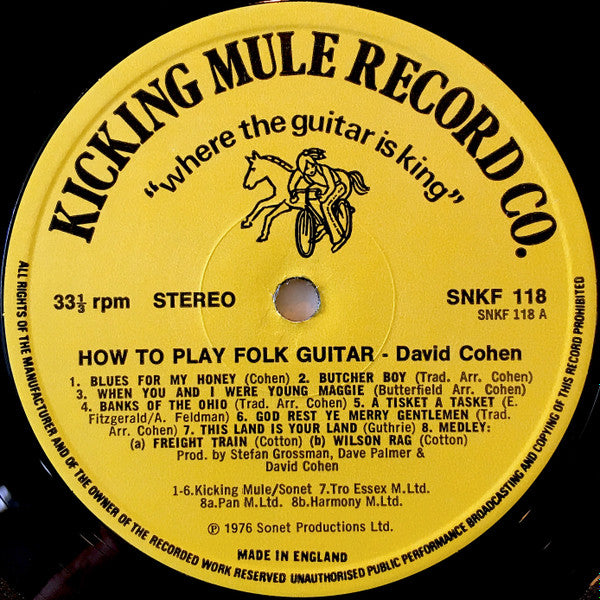 KICKING MULE RECORD CO.
"where the guitar is king"
33⅓ rpm STEREO
SNKF 118
SNKF 118 A
HOW TO PLAY FOLK GUITAR - David Cohen
1. BLUES FOR MY HONEY (Cohen) 2. BUTCHER BOY (Trad. Arr. Cohen)
3. WHEN YOU AND I WERE YOUNG MAGGIE (Butterfield Arr. Cohen)
4. BANKS OF THE OHIO (Trad. Arr. Cohen) 5. A TISKET A TASKET (E.
Fitzgerald/A. Feldman) 6. GOD REST YE MERRY GENTLEMEN (Trad.
Arr. Cohen) 7. THIS LAND IS YOUR LAND (Guthrie) 8. MEDLEY:
(a) FREIGHT TRAIN (Cotton) (b) WILSON RAG (Cotton)
Prod. by Stefan Grossman, Dave Palmer &
David Cohen
1-6.Kicking Mule/Sonet 7.Tro Essex M.Ltd.
8a.Pan M.Ltd. 8b.Harmony M.Ltd.
℗ 1976 Sonet Productions Ltd.
MADE IN ENGLAND
ALL RIGHTS OF THE MANUFACTURER AND OF THE OWNER OF THE RECORDED WORK RESERVED UNAUTHORISED PUBLIC PERFORMANCE BROADCASTING AND COPYING OF THIS RECORD PROHIBITED